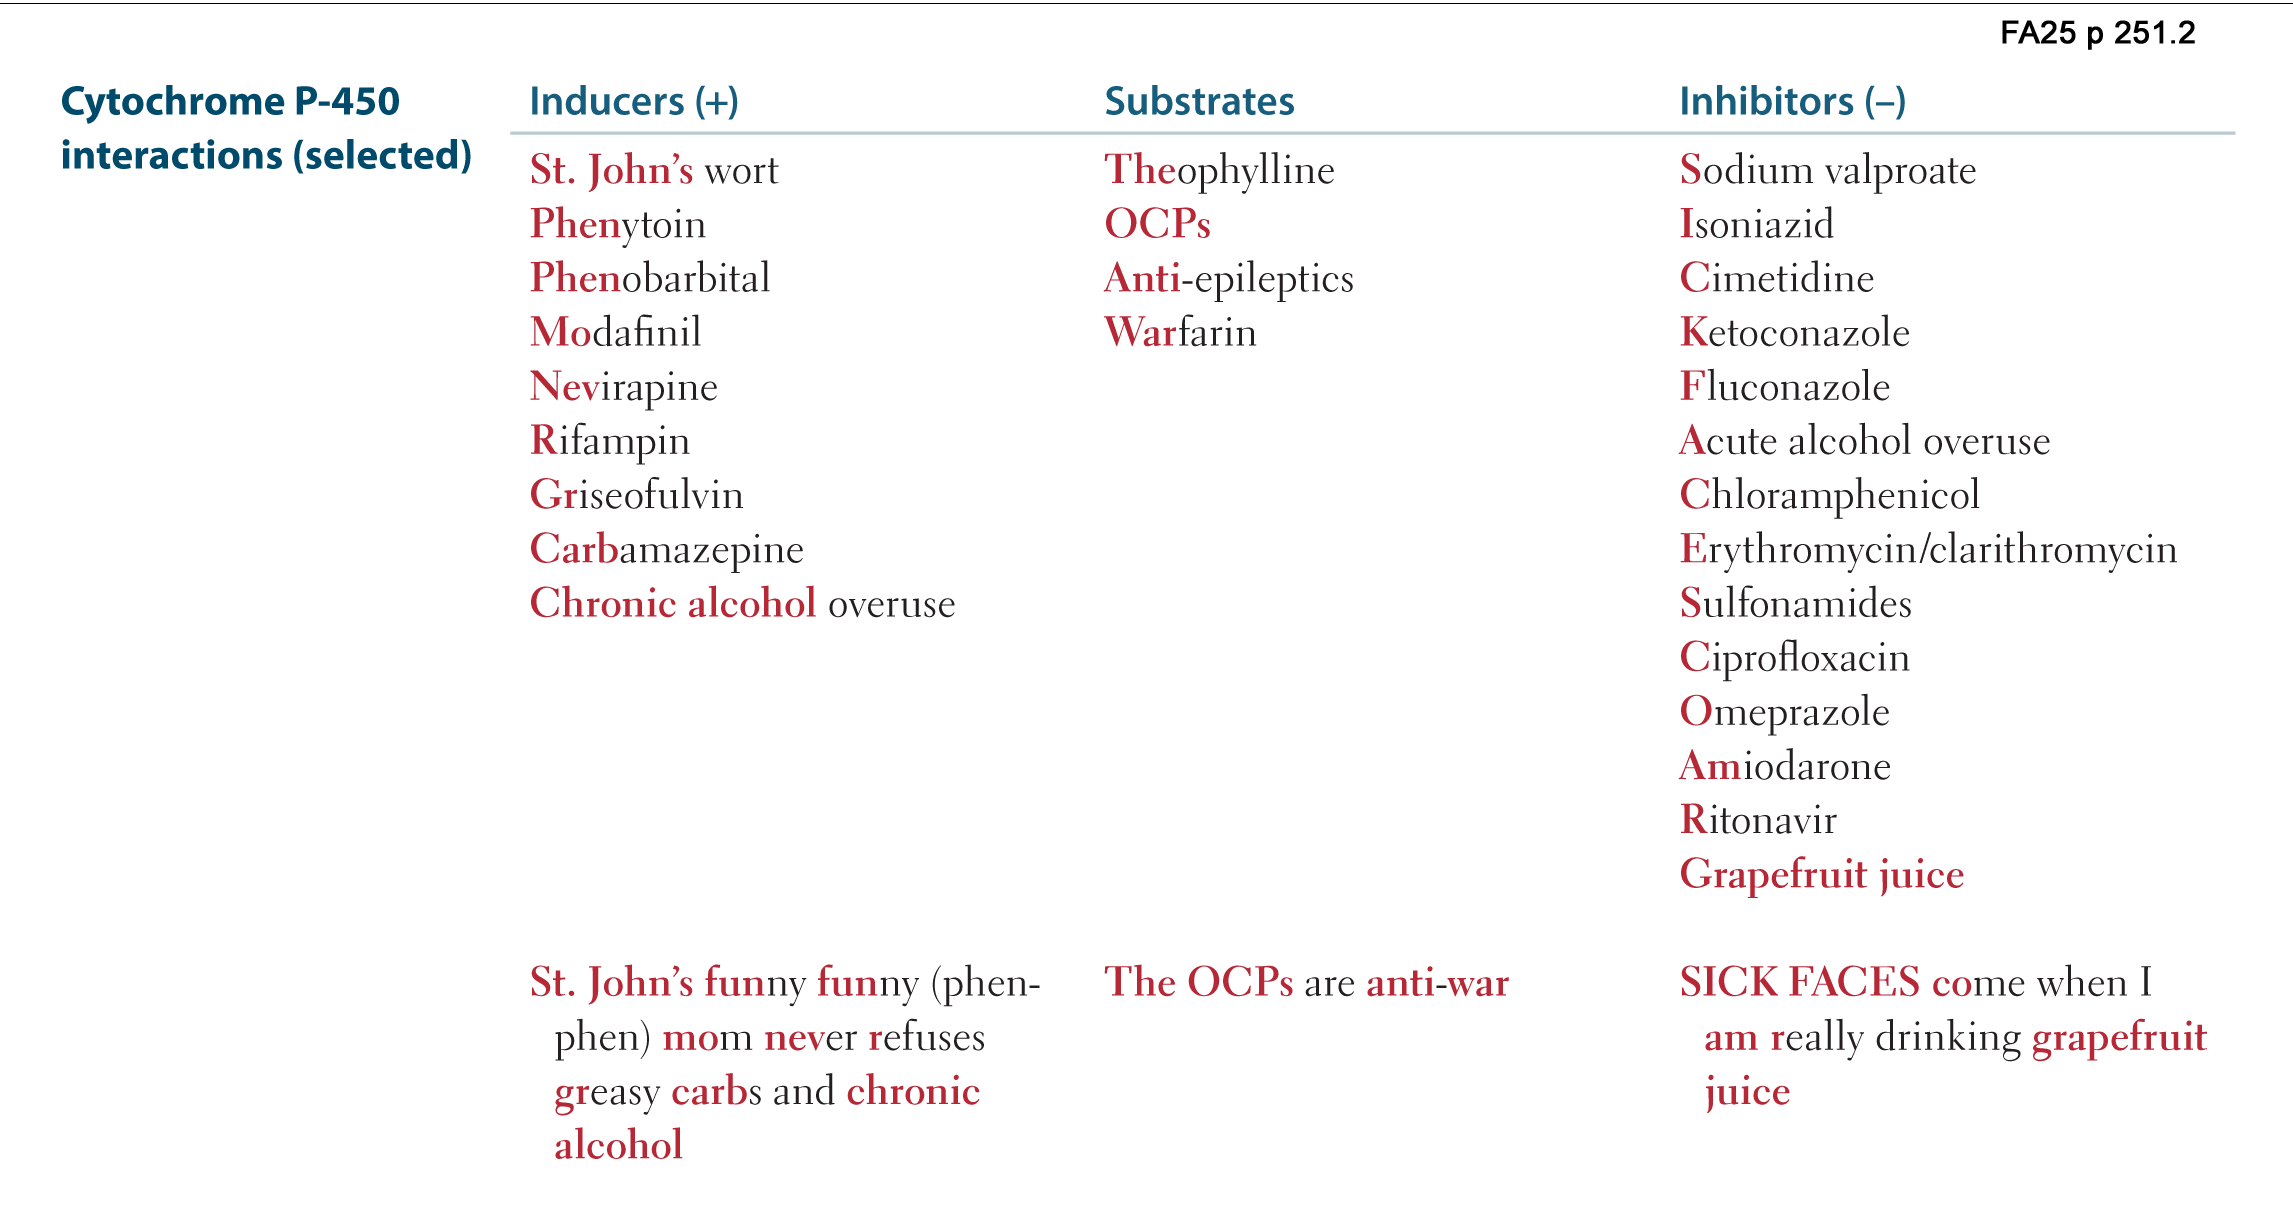 FA25 p 251.2
Cytochrome P-450
interactions (selected)
Inducers (+)
St. John's wort
Phenytoin
Phenobarbital
Modafinil
Nevirapine
Rifampin
Griseofulvin
Carbamazepine
Chronic alcohol overuse
St. John's funny funny (phen-
phen) mom never refuses
greasy carbs and chronic
alcohol
Substrates
Theophylline
OCPs
Anti-epileptics
Warfarin
The OCPs are anti-war
Inhibitors (–)
Sodium valproate
Isoniazid
Cimetidine
Ketoconazole
Fluconazole
Acute alcohol overuse
Chloramphenicol
Erythromycin/clarithromycin
Sulfonamides
Ciprofloxacin
Omeprazole
Amiodarone
Ritonavir
Grapefruit juice
SICK FACES come when I
am really drinking grapefruit
juice